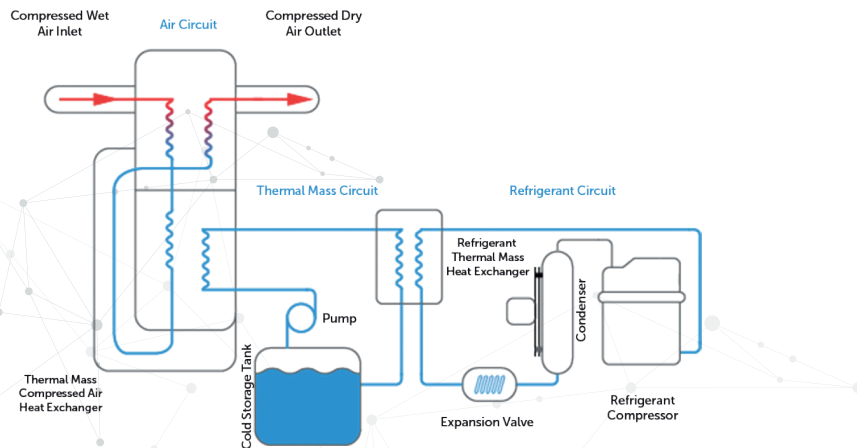 Compressed Wet
Air Inlet
Air Circuit
Compressed Dry
Air Outlet
Thermal Mass Circuit
Refrigerant Circuit
Refrigerant
Thermal Mass
Heat Exchanger
Condenser
Pump
Cold Storage Tank
Thermal Mass
Compressed Air
Heat Exchanger
Expansion Valve
Refrigerant
Compressor